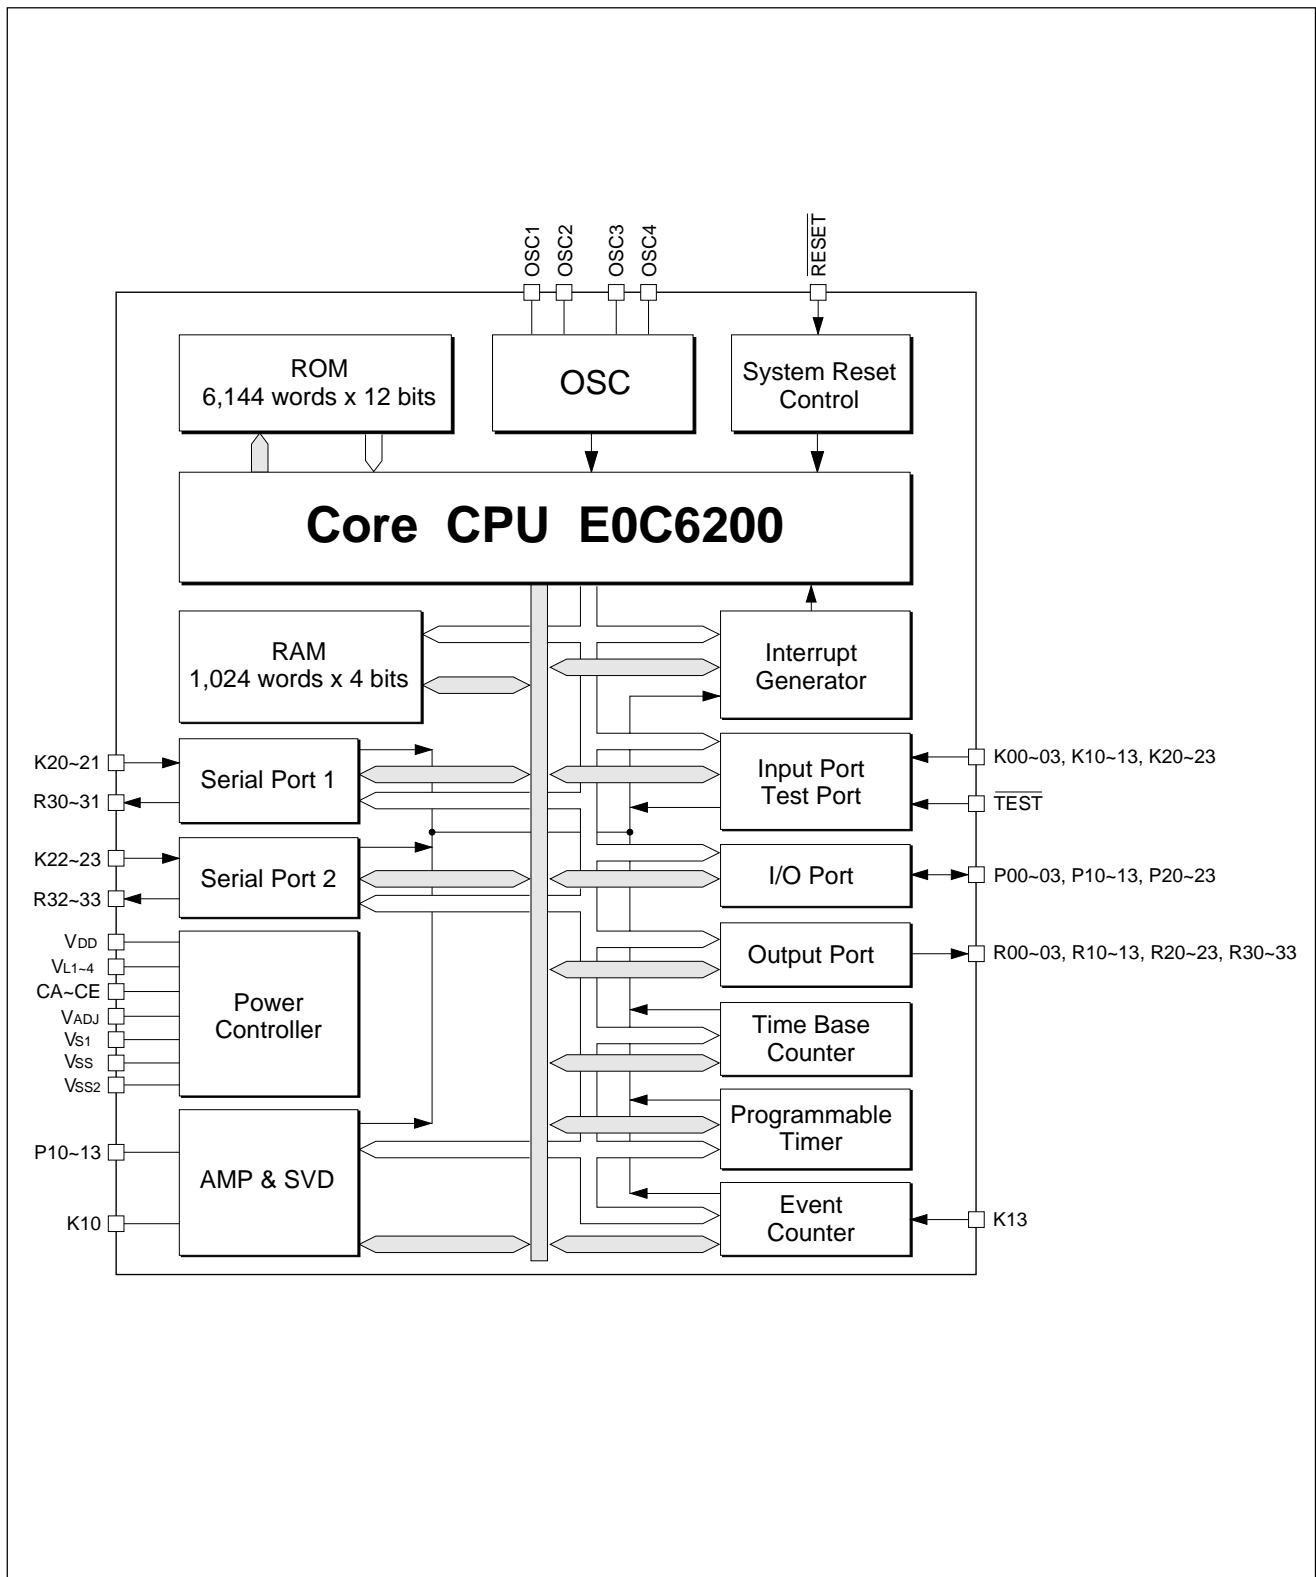 OSC1
OSC2
OSC3
OSC4
RESET
ROM
6,144 words x 12 bits
OSC
System Reset
Control
Core CPU E0C6200
RAM
1,024 words x 4 bits
Interrupt
Generator
K20~21
R30~31
Serial Port 1
Input Port
Test Port
K00~03, K10~13, K20~23
TEST
K22~23
R32~33
Serial Port 2
I/O Port
P00~03, P10~13, P20~23
VDD
VL1~4
CA~CE
VADJ
VS1
VSS
VSS2
Power
Controller
Output Port
R00~03, R10~13, R20~23, R30~33
Time Base
Counter
Programmable
Timer
P10~13
K10
AMP & SVD
Event
Counter
K13